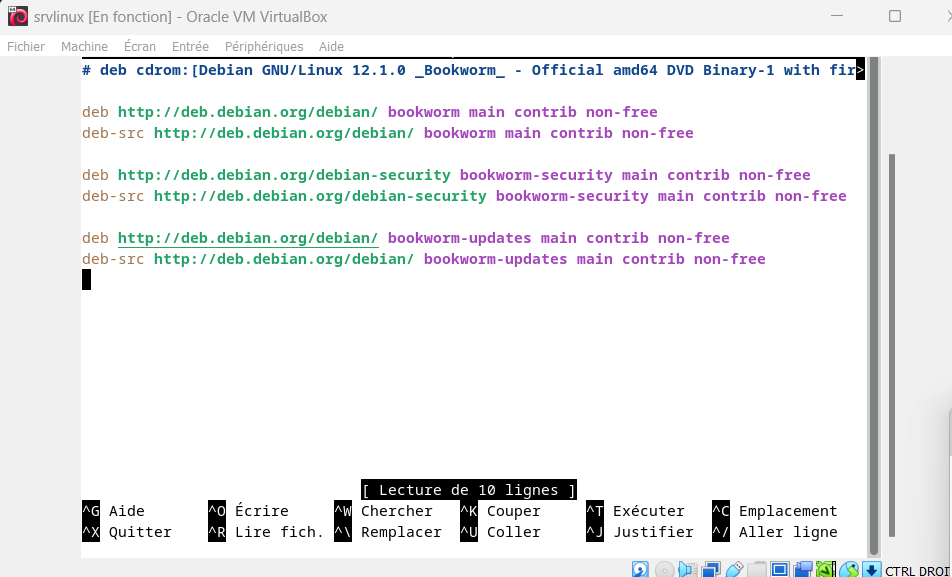 srvlinux [En fonction] - Oracle VM VirtualBox
Fichier Machine Écran Entrée Périphériques Aide
# deb cdrom:[Debian GNU/Linux 12.1.0 _Bookworm_ - Official amd64 DVD Binary-1 with fir>
deb http://deb.debian.org/debian/ bookworm main contrib non-free
deb-src http://deb.debian.org/debian/ bookworm main contrib non-free
deb http://deb.debian.org/debian-security bookworm-security main contrib non-free
deb-src http://deb.debian.org/debian-security bookworm-security main contrib non-free
deb http://deb.debian.org/debian/ bookworm-updates main contrib non-free
deb-src http://deb.debian.org/debian/ bookworm-updates main contrib non-free
[ Lecture de 10 lignes ]
^G Aide ^O Écrire ^W Chercher ^K Couper ^T Exécuter ^C Emplacement
^X Quitter ^R Lire fich. ^\ Remplacer ^U Coller ^J Justifier ^/ Aller ligne
CTRL DROI